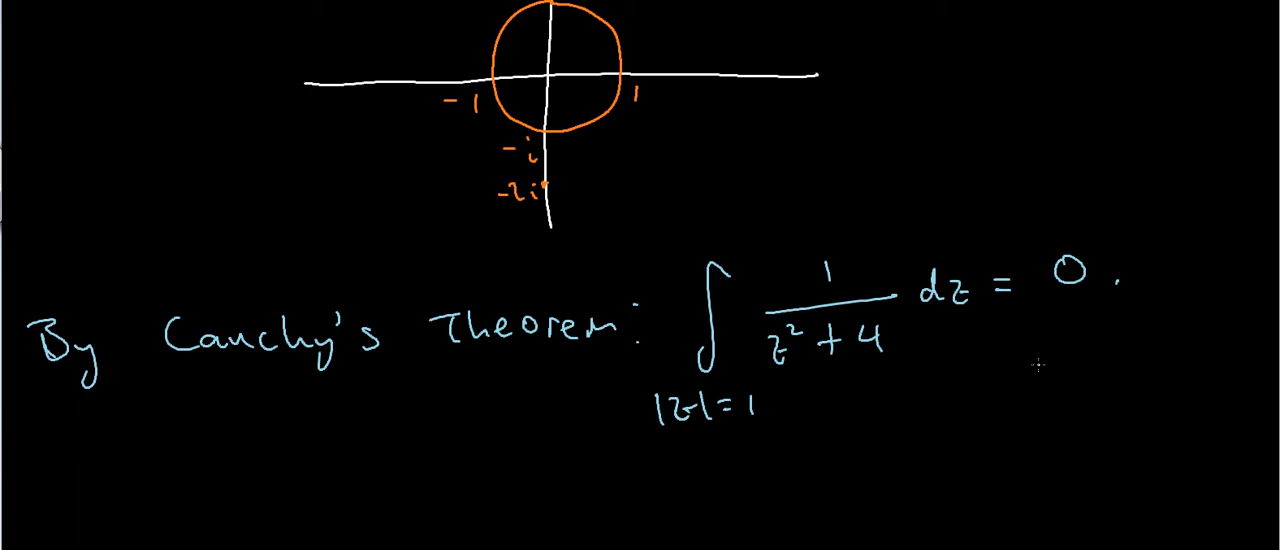 -1 1
-i
-2i
By Cauchy's Theorem: ∫_{|z|=1} 1/(z² + 4) dz = 0.